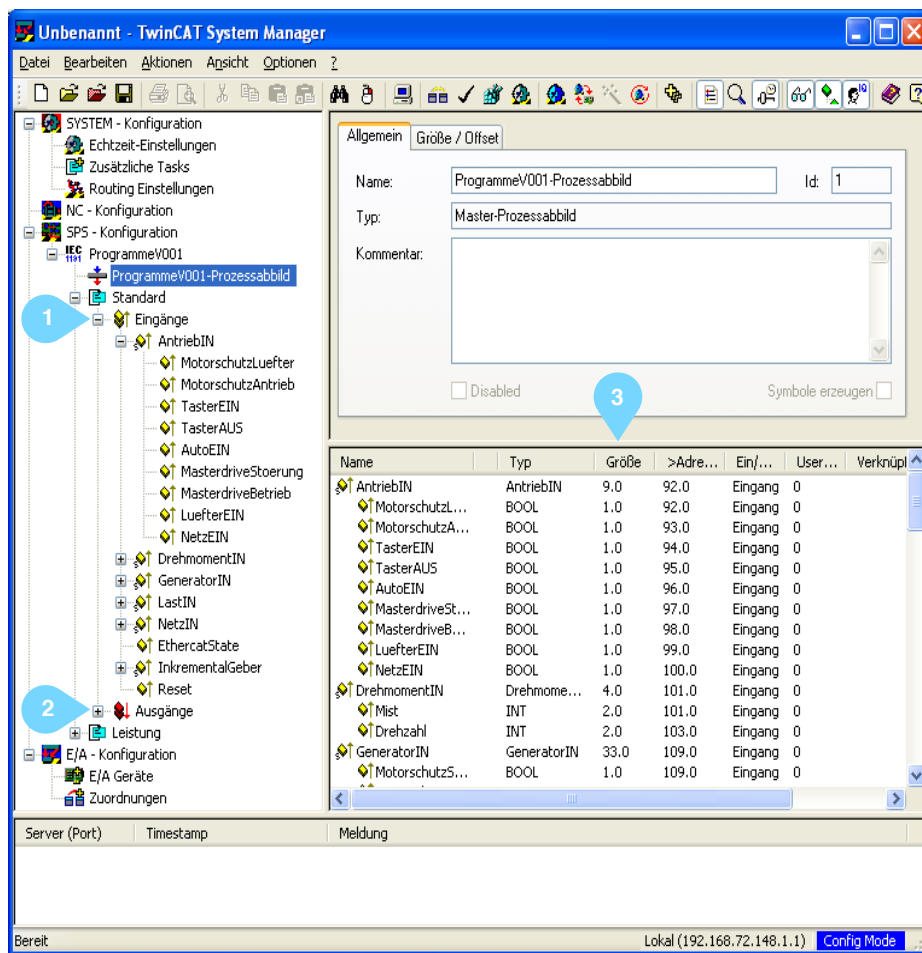 Unbenannt - TwinCAT System Manager
Datei Bearbeiten Aktionen Ansicht Optionen ?
SYSTEM - Konfiguration
Echtzeit-Einstellungen
Zusätzliche Tasks
Routing Einstellungen
NC - Konfiguration
SPS - Konfiguration
IEC 1131 ProgrammeV001
ProgrammeV001-Prozessabbild
Standard
1 Eingänge
AntriebIN
MotorschutzLuefter
MotorschutzAntrieb
TasterEIN
TasterAUS
AutoEIN
MasterdriveStoerung
MasterdriveBetrieb
LuefterEIN
NetzEIN
DrehmomentIN
GeneratorIN
LastIN
NetzIN
EthercatState
InkrementalGeber
Reset
2 Ausgänge
Leistung
E/A - Konfiguration
E/A Geräte
Zuordnungen
Allgemein Größe / Offset
Name: ProgrammeV001-Prozessabbild Id: 1
Typ: Master-Prozessabbild
Kommentar:
Disabled Symbole erzeugen
3
Name Typ Größe >Adre... Ein/... User... Verknüpl
AntriebIN AntriebIN 9.0 92.0 Eingang 0
MotorschutzL... BOOL 1.0 92.0 Eingang 0
MotorschutzA... BOOL 1.0 93.0 Eingang 0
TasterEIN BOOL 1.0 94.0 Eingang 0
TasterAUS BOOL 1.0 95.0 Eingang 0
AutoEIN BOOL 1.0 96.0 Eingang 0
MasterdriveSt... BOOL 1.0 97.0 Eingang 0
MasterdriveB... BOOL 1.0 98.0 Eingang 0
LuefterEIN BOOL 1.0 99.0 Eingang 0
NetzEIN BOOL 1.0 100.0 Eingang 0
DrehmomentIN Drehmome... 4.0 101.0 Eingang 0
Mist INT 2.0 101.0 Eingang 0
Drehzahl INT 2.0 103.0 Eingang 0
GeneratorIN GeneratorIN 33.0 109.0 Eingang 0
MotorschutzS... BOOL 1.0 109.0 Eingang 0
Server (Port) Timestamp Meldung
Bereit Lokal (192.168.72.148.1.1) Config Mode